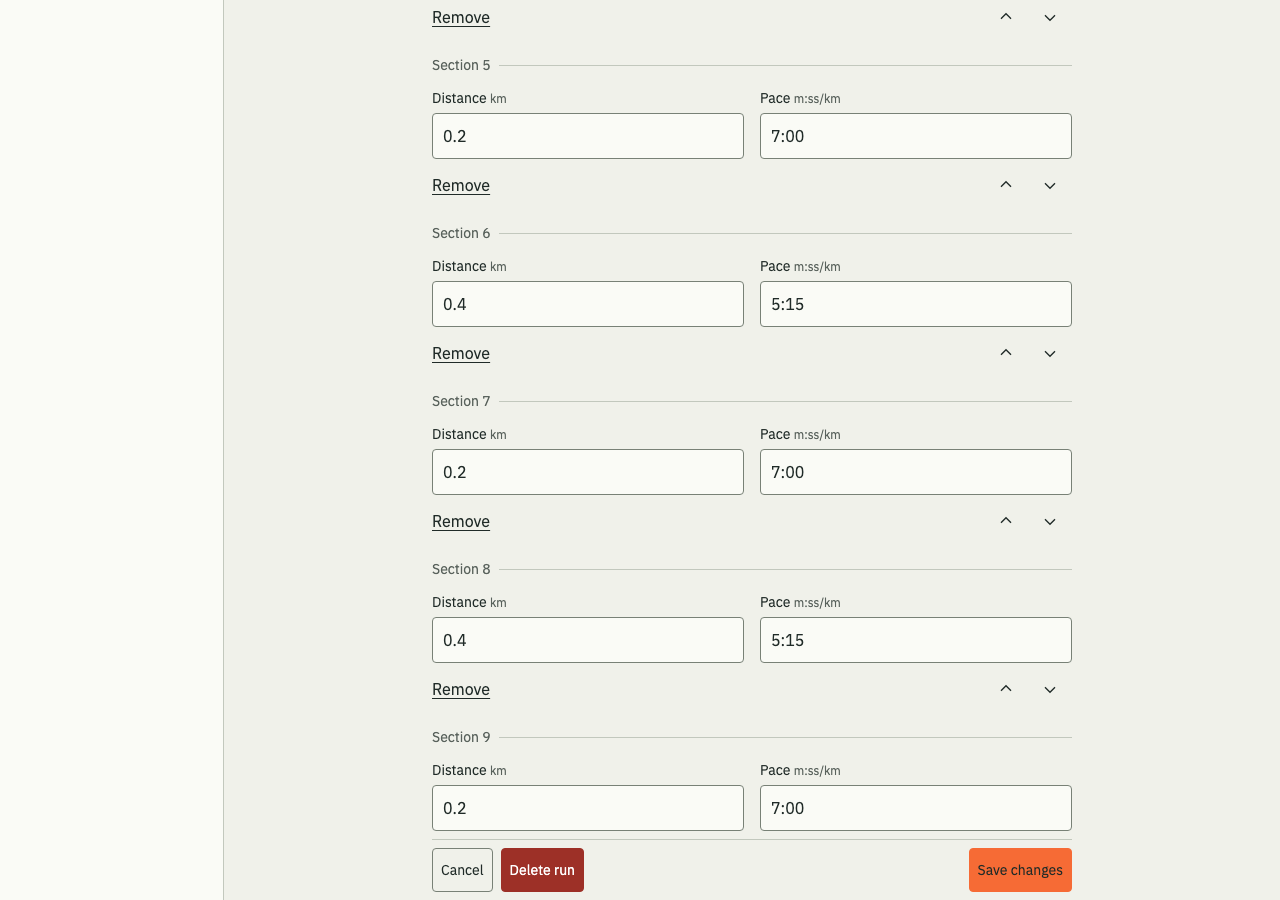 Remove
Section 5
Distance km Pace m:ss/km
0.2 7:00
Remove
Section 6
Distance km Pace m:ss/km
0.4 5:15
Remove
Section 7
Distance km Pace m:ss/km
0.2 7:00
Remove
Section 8
Distance km Pace m:ss/km
0.4 5:15
Remove
Section 9
Distance km Pace m:ss/km
0.2 7:00
Cancel Delete run Save changes